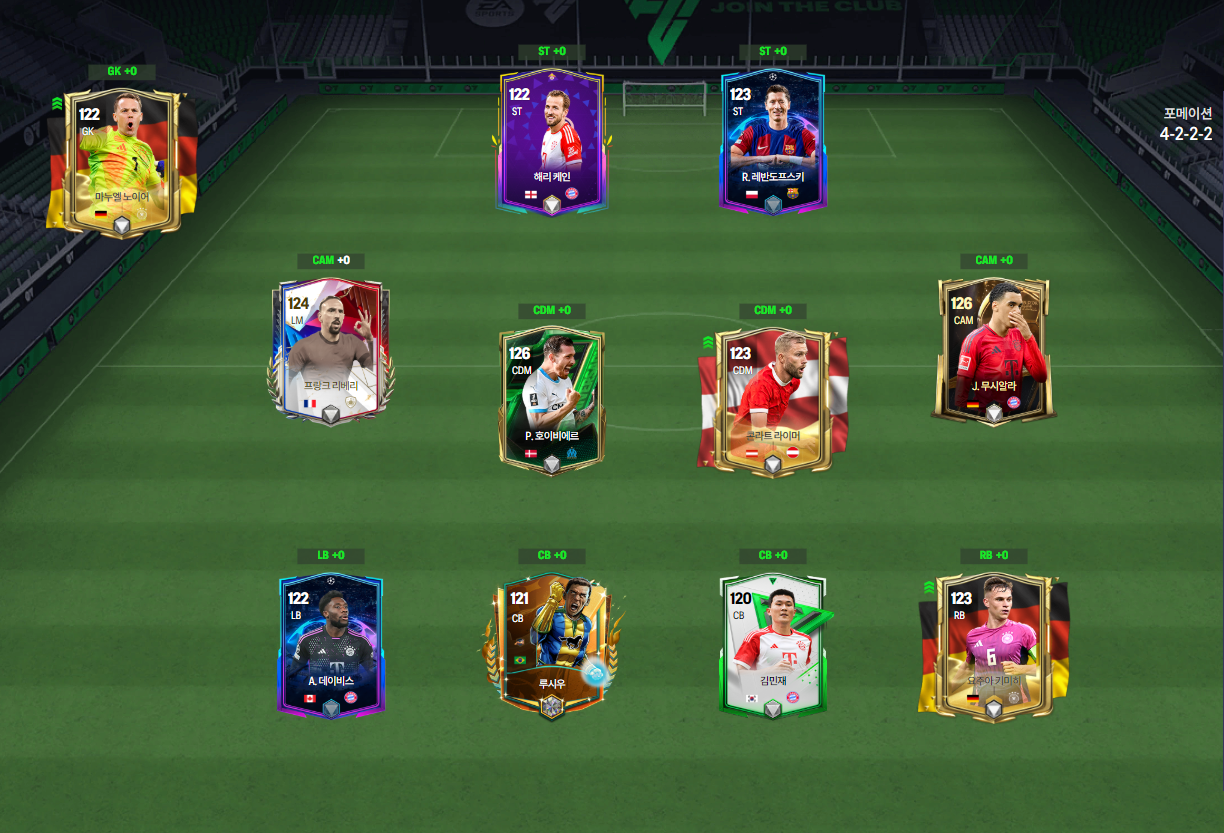 EA
SPORTS
JOIN THE CLUB
포메이션
4-2-2-2
GK +0
122
GK
마누엘 노이어
ST +0
122
ST
해리 케인
ST +0
123
ST
R. 레반도프스키
CAM +0
124
LM
프랑크 리베리
CDM +0
126
CDM
P. 호이비에르
CDM +0
123
CDM
콘라트 라이머
CAM +0
126
CAM
J. 무시알라
LB +0
122
LB
A. 데이비스
CB +0
121
CB
루시우
CB +0
120
CB
김민재
RB +0
123
RB
6
요주아 키미히